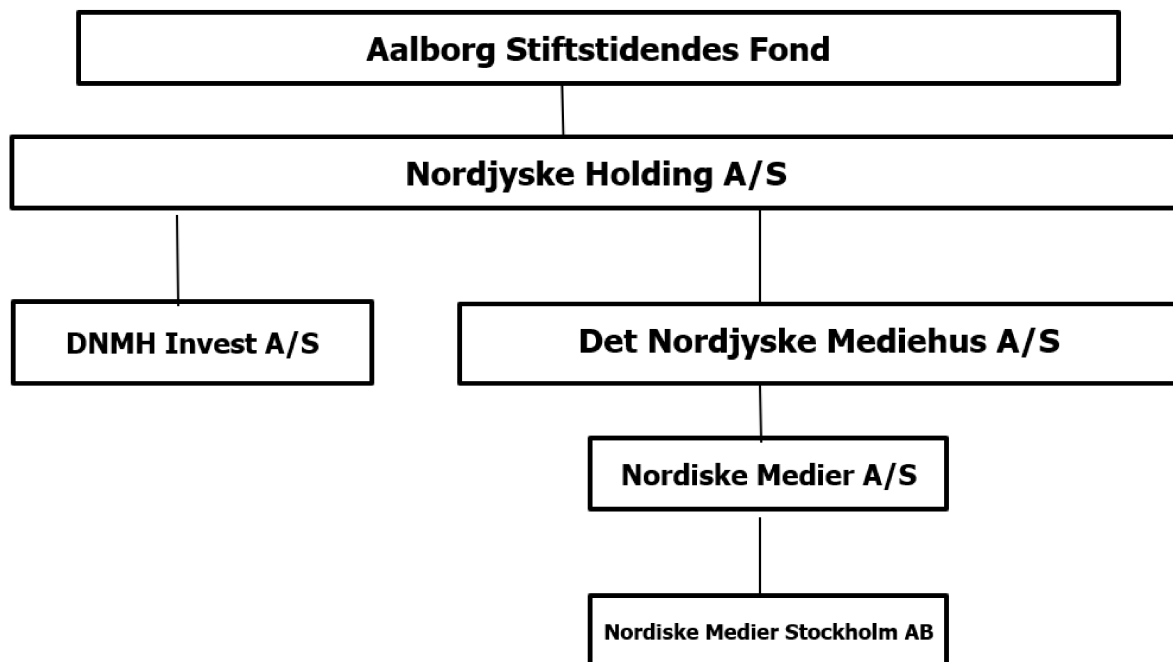 Aalborg Stiftstidendes Fond
Nordjyske Holding A/S
DNMH Invest A/S
Det Nordjyske Mediehus A/S
Nordiske Medier A/S
Nordiske Medier Stockholm AB